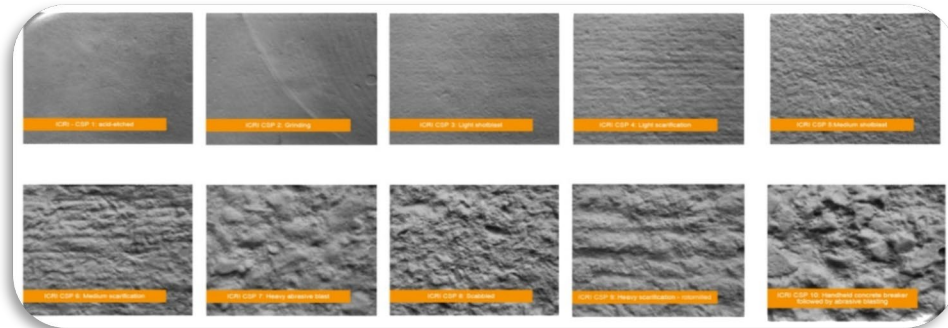 ICRI - CSP 1: acid-etched
ICRI CSP 2: Grinding
ICRI CSP 3: Light shotblast
ICRI CSP 4: Light scarification
ICRI CSP 5:Medium shotblast
ICRI CSP 6: Medium scarification
ICRI CSP 7: Heavy abrasive blast
ICRI CSP 8: Scabbled
ICRI CSP 9: Heavy scarification - rotomilled
ICRI CSP 10: Handheld concrete breaker
followed by abrasive blasting